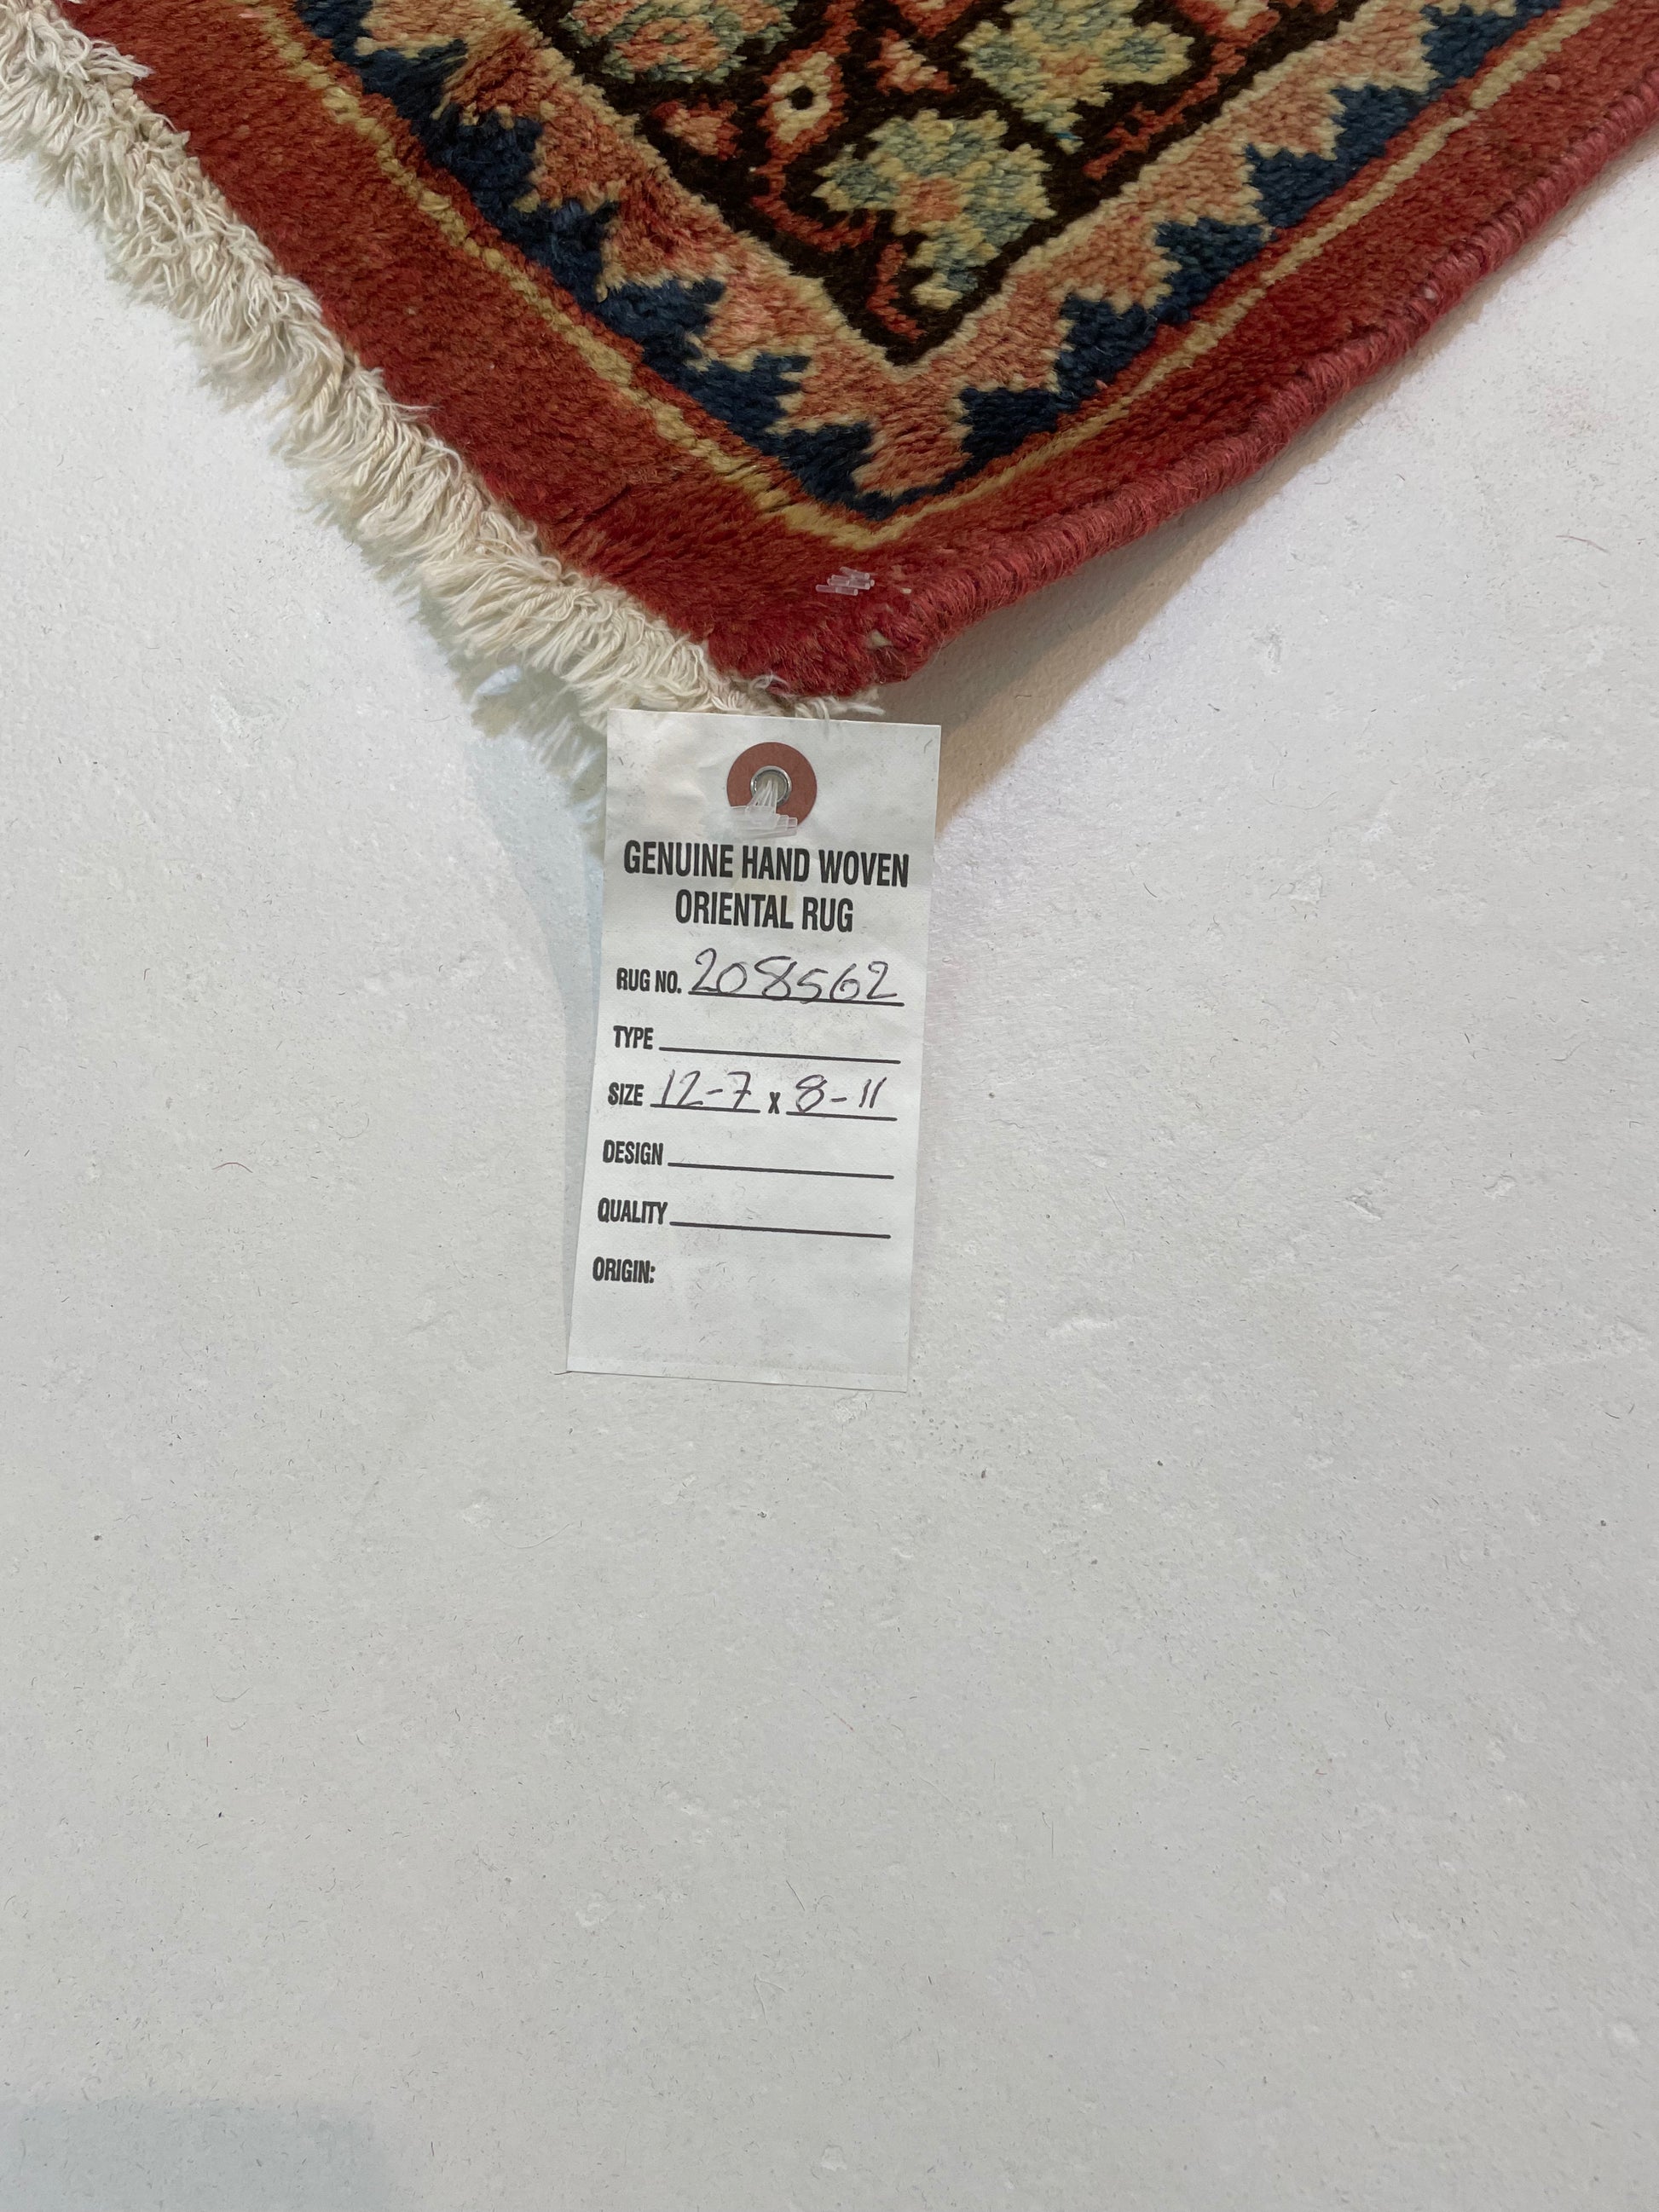 GENUINE HAND WOVEN
ORIENTAL RUG
RUG NO. 208562
TYPE
SIZE 12-7 x 8-11
DESIGN
QUALITY
ORIGIN: